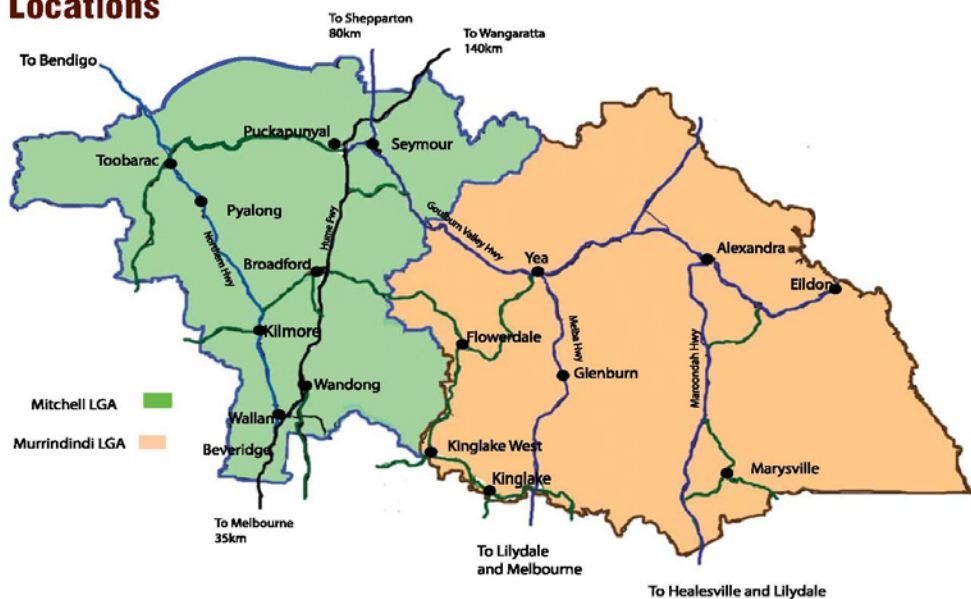 Locations
To Shepparton
80km
To Wangaratta
140km
To Bendigo
Puckapunyal
Seymour
Toobarac
Pyalong
Northern Hwy
Hume Fwy
Goulburn Valley Hwy
Broadford
Yea
Alexandra
Eildon
Kilmore
Flowerdale
Melba Hwy
Maroondah Hwy
Glenburn
Wandong
Mitchell LGA
Wallan
Murrindindi LGA
Beveridge
Kinglake West
Kinglake
Marysville
To Melbourne
35km
To Lilydale
and Melbourne
To Healesville and Lilydale